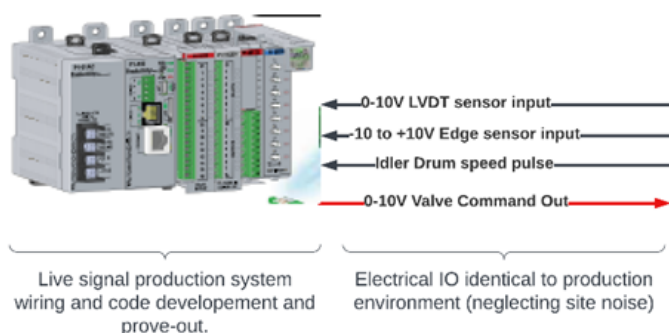 0-10V LVDT sensor input
-10 to +10V Edge sensor input
Idler Drum speed pulse
0-10V Valve Command Out
Live signal production system
wiring and code developement and
prove-out.
Electrical IO identical to production
environment (neglecting site noise)